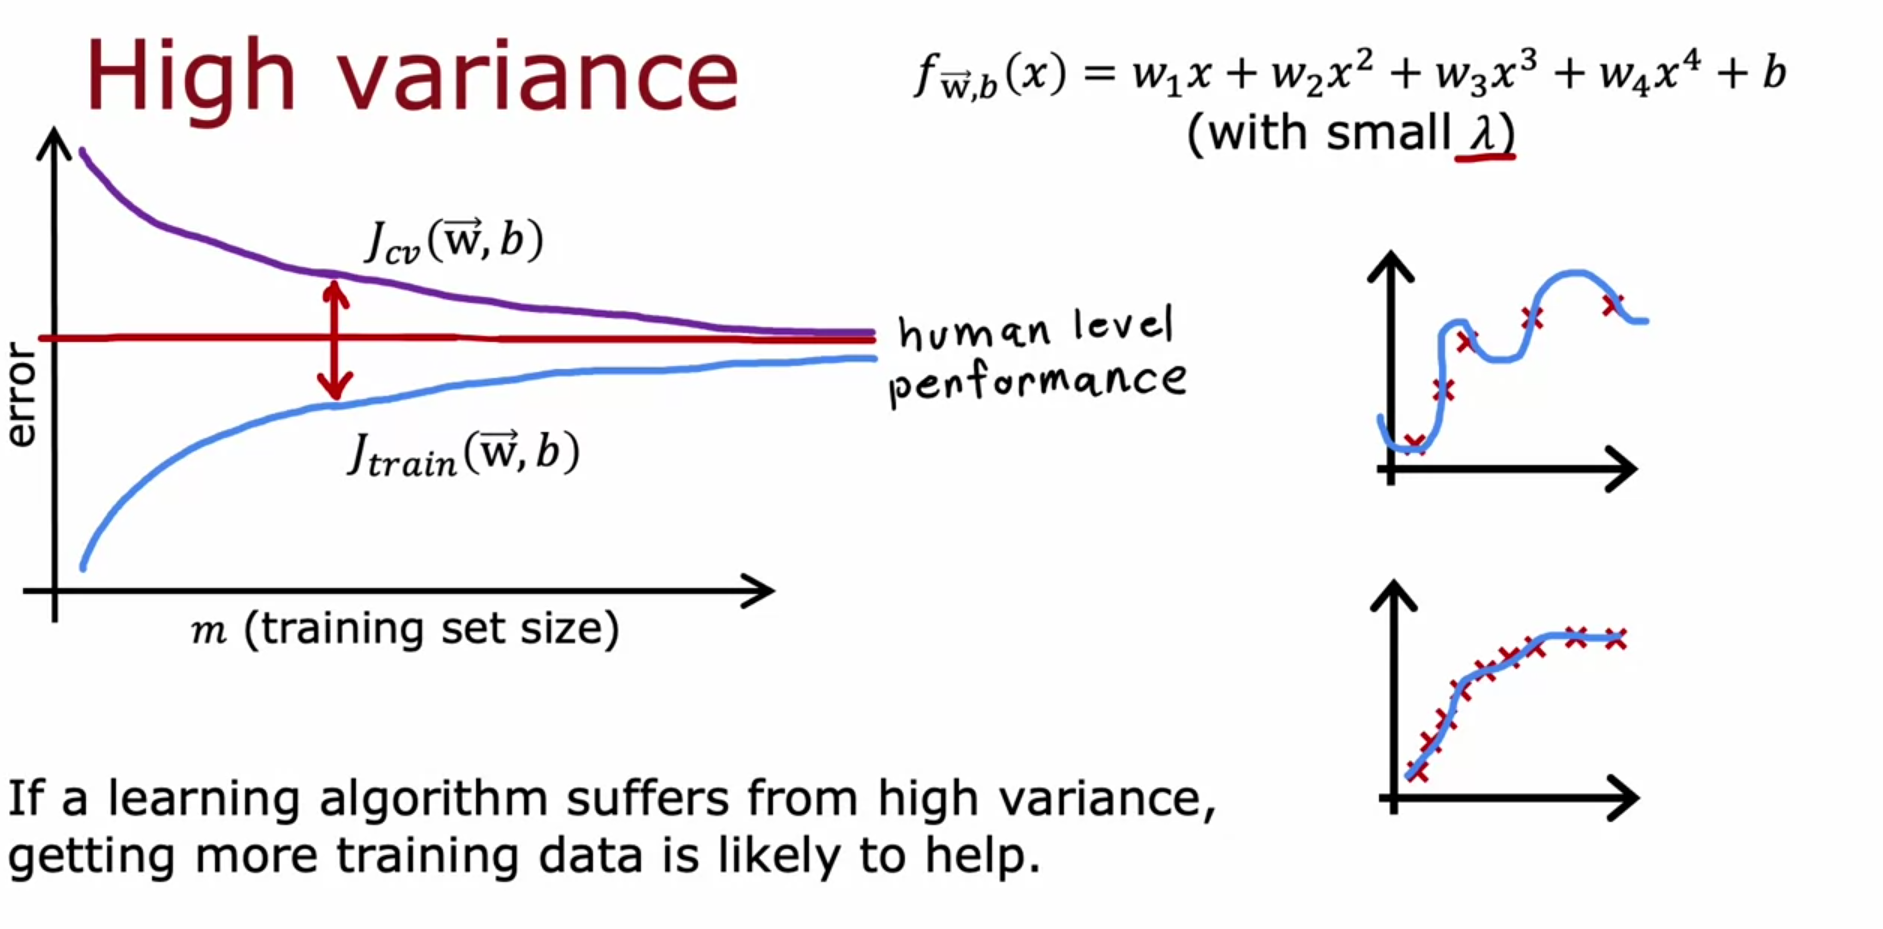 High variance
f_{\vec{w},b}(x) = w_1x + w_2x^2 + w_3x^3 + w_4x^4 + b
(with small λ)
J_{cv}(\vec{w}, b)
human level
performance
error
J_{train}(\vec{w}, b)
m (training set size)
If a learning algorithm suffers from high variance,
getting more training data is likely to help.